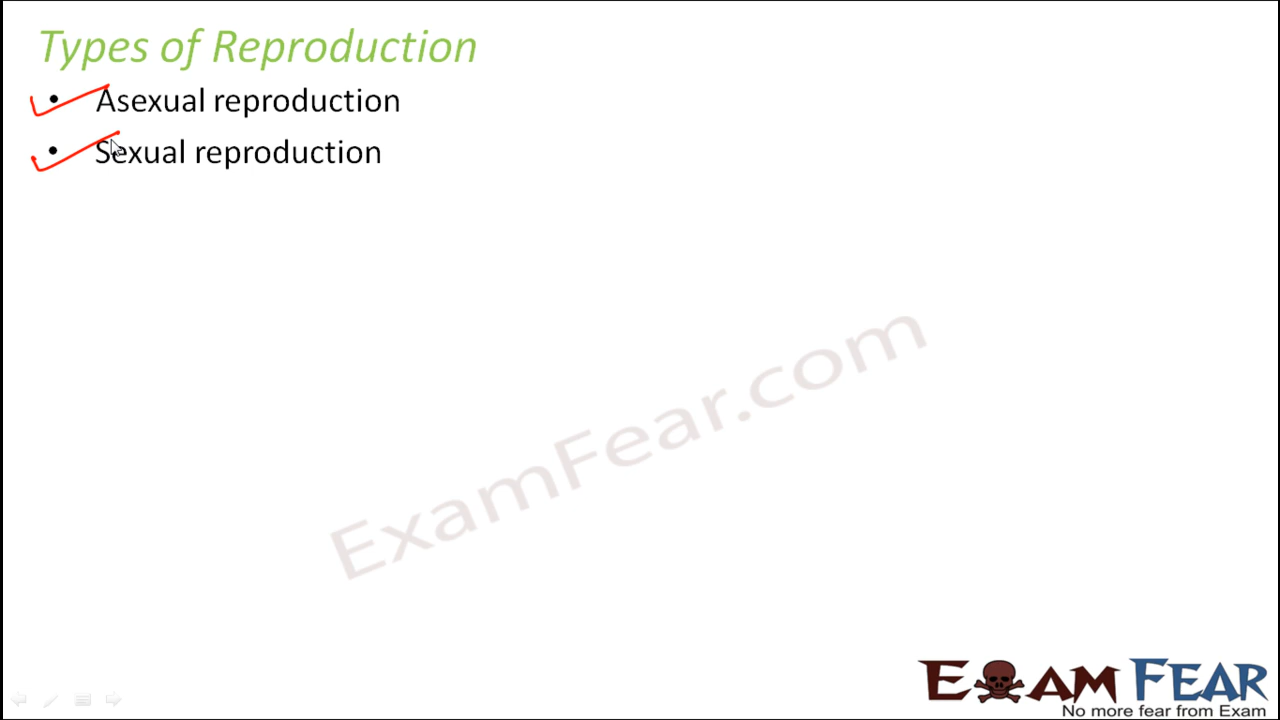 Types of Reproduction
• Asexual reproduction
• Sexual reproduction
ExamFear.com
EXAM FEAR
No more fear from Exam